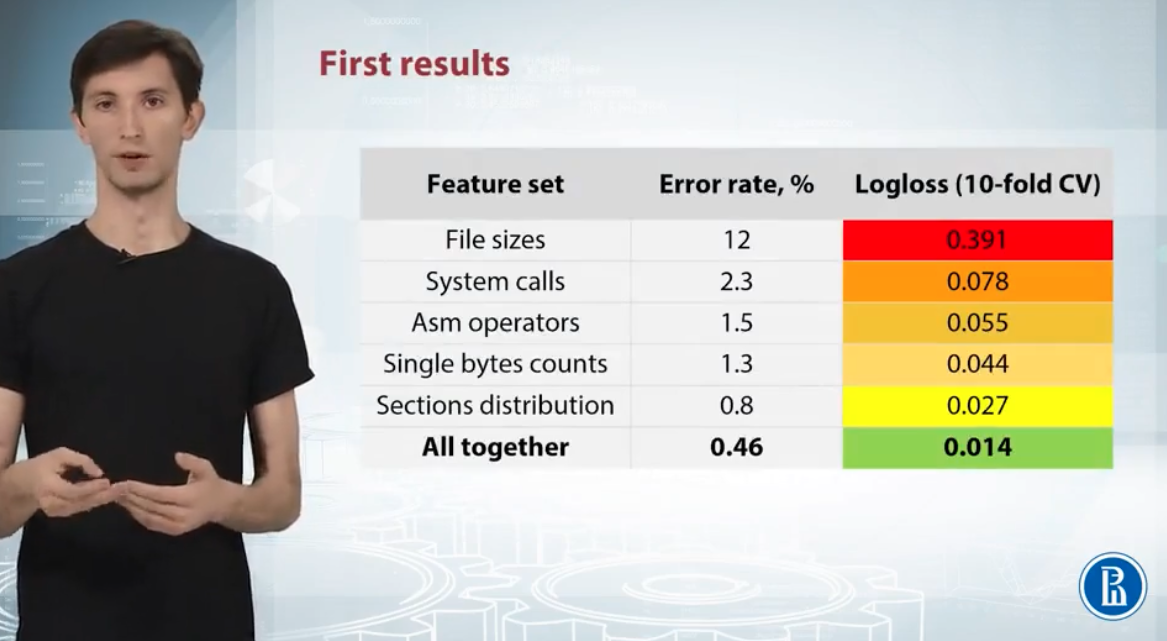 First results
Feature set Error rate, % Logloss (10-fold CV)
File sizes 12 0.391
System calls 2.3 0.078
Asm operators 1.5 0.055
Single bytes counts 1.3 0.044
Sections distribution 0.8 0.027
All together 0.46 0.014